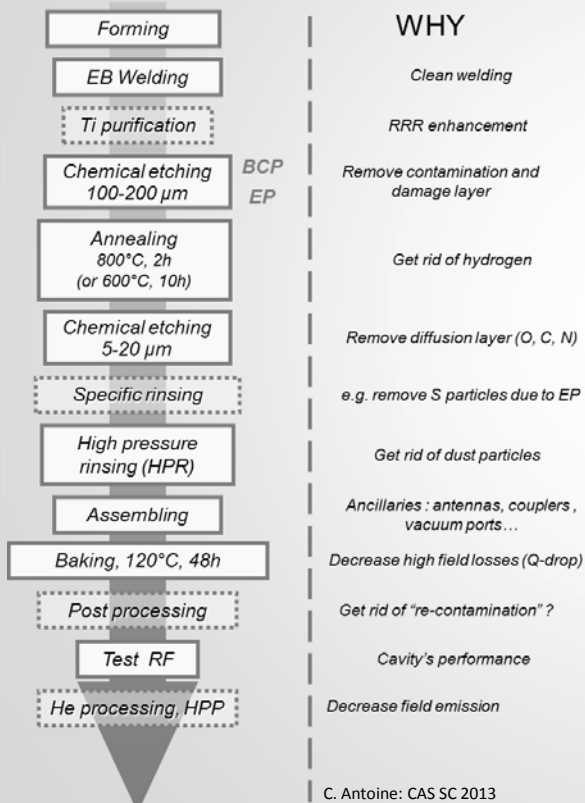 Forming
WHY
EB Welding
Clean welding
Ti purification
RRR enhancement
Chemical etching
100-200 µm
BCP
EP
Remove contamination and
damage layer
Annealing
800°C, 2h
(or 600°C, 10h)
Get rid of hydrogen
Chemical etching
5-20 µm
Remove diffusion layer (O, C, N)
Specific rinsing
e.g. remove S particles due to EP
High pressure
rinsing (HPR)
Get rid of dust particles
Assembling
Ancillaries : antennas, couplers ,
vacuum ports…
Baking, 120°C, 48h
Decrease high field losses (Q-drop)
Post processing
Get rid of “re-contamination” ?
Test RF
Cavity’s performance
He processing, HPP
Decrease field emission
C. Antoine: CAS SC 2013